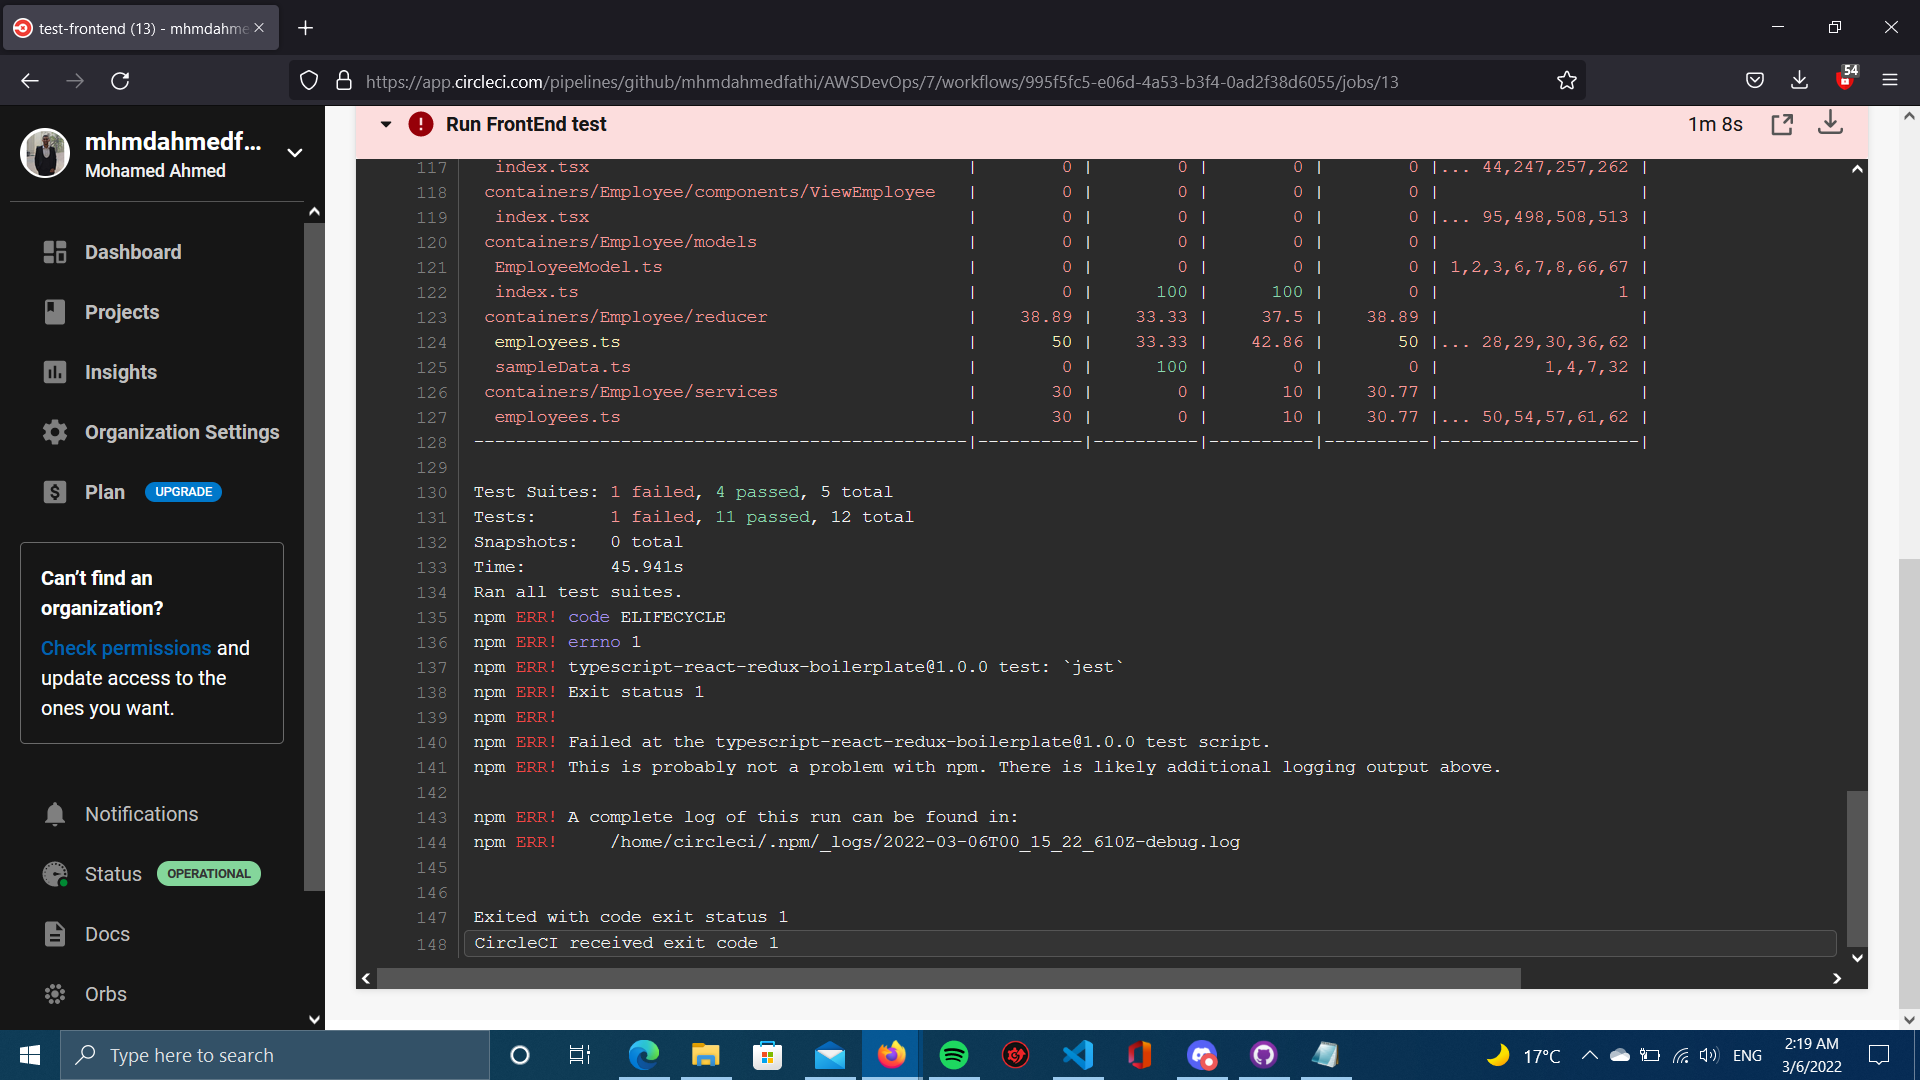 test-frontend (13) - mhmdahme
https://app.circleci.com/pipelines/github/mhmdahmedfathi/AWSDevOps/7/workflows/995f5fc5-e06d-4a53-b3f4-0ad2f38d6055/jobs/13
54
mhmdahmedf...
Mohamed Ahmed
Dashboard
Projects
Insights
Organization Settings
Plan UPGRADE
Can’t find an
organization?
Check permissions and
update access to the
ones you want.
Notifications
Status OPERATIONAL
Docs
Orbs
Run FrontEnd test 1m 8s
117 index.tsx | 0 | 0 | 0 | 0 |... 44,247,257,262 |
118 containers/Employee/components/ViewEmployee | 0 | 0 | 0 | 0 | |
119 index.tsx | 0 | 0 | 0 | 0 |... 95,498,508,513 |
120 containers/Employee/models | 0 | 0 | 0 | 0 | |
121 EmployeeModel.ts | 0 | 0 | 0 | 0 | 1,2,3,6,7,8,66,67 |
122 index.ts | 0 | 100 | 100 | 0 | 1 |
123 containers/Employee/reducer | 38.89 | 33.33 | 37.5 | 38.89 | |
124 employees.ts | 50 | 33.33 | 42.86 | 50 |... 28,29,30,36,62 |
125 sampleData.ts | 0 | 100 | 0 | 0 | 1,4,7,32 |
126 containers/Employee/services | 30 | 0 | 10 | 30.77 | |
127 employees.ts | 30 | 0 | 10 | 30.77 |... 50,54,57,61,62 |
128 -----------------------------------------------|----------|----------|----------|----------|-------------------|
129
130 Test Suites: 1 failed, 4 passed, 5 total
131 Tests: 1 failed, 11 passed, 12 total
132 Snapshots: 0 total
133 Time: 45.941s
134 Ran all test suites.
135 npm ERR! code ELIFECYCLE
136 npm ERR! errno 1
137 npm ERR! typescript-react-redux-boilerplate@1.0.0 test: `jest`
138 npm ERR! Exit status 1
139 npm ERR!
140 npm ERR! Failed at the typescript-react-redux-boilerplate@1.0.0 test script.
141 npm ERR! This is probably not a problem with npm. There is likely additional logging output above.
142
143 npm ERR! A complete log of this run can be found in:
144 npm ERR! /home/circleci/.npm/_logs/2022-03-06T00_15_22_610Z-debug.log
145
146
147 Exited with code exit status 1
148 CircleCI received exit code 1
Type here to search
17°C
ENG
2:19 AM
3/6/2022